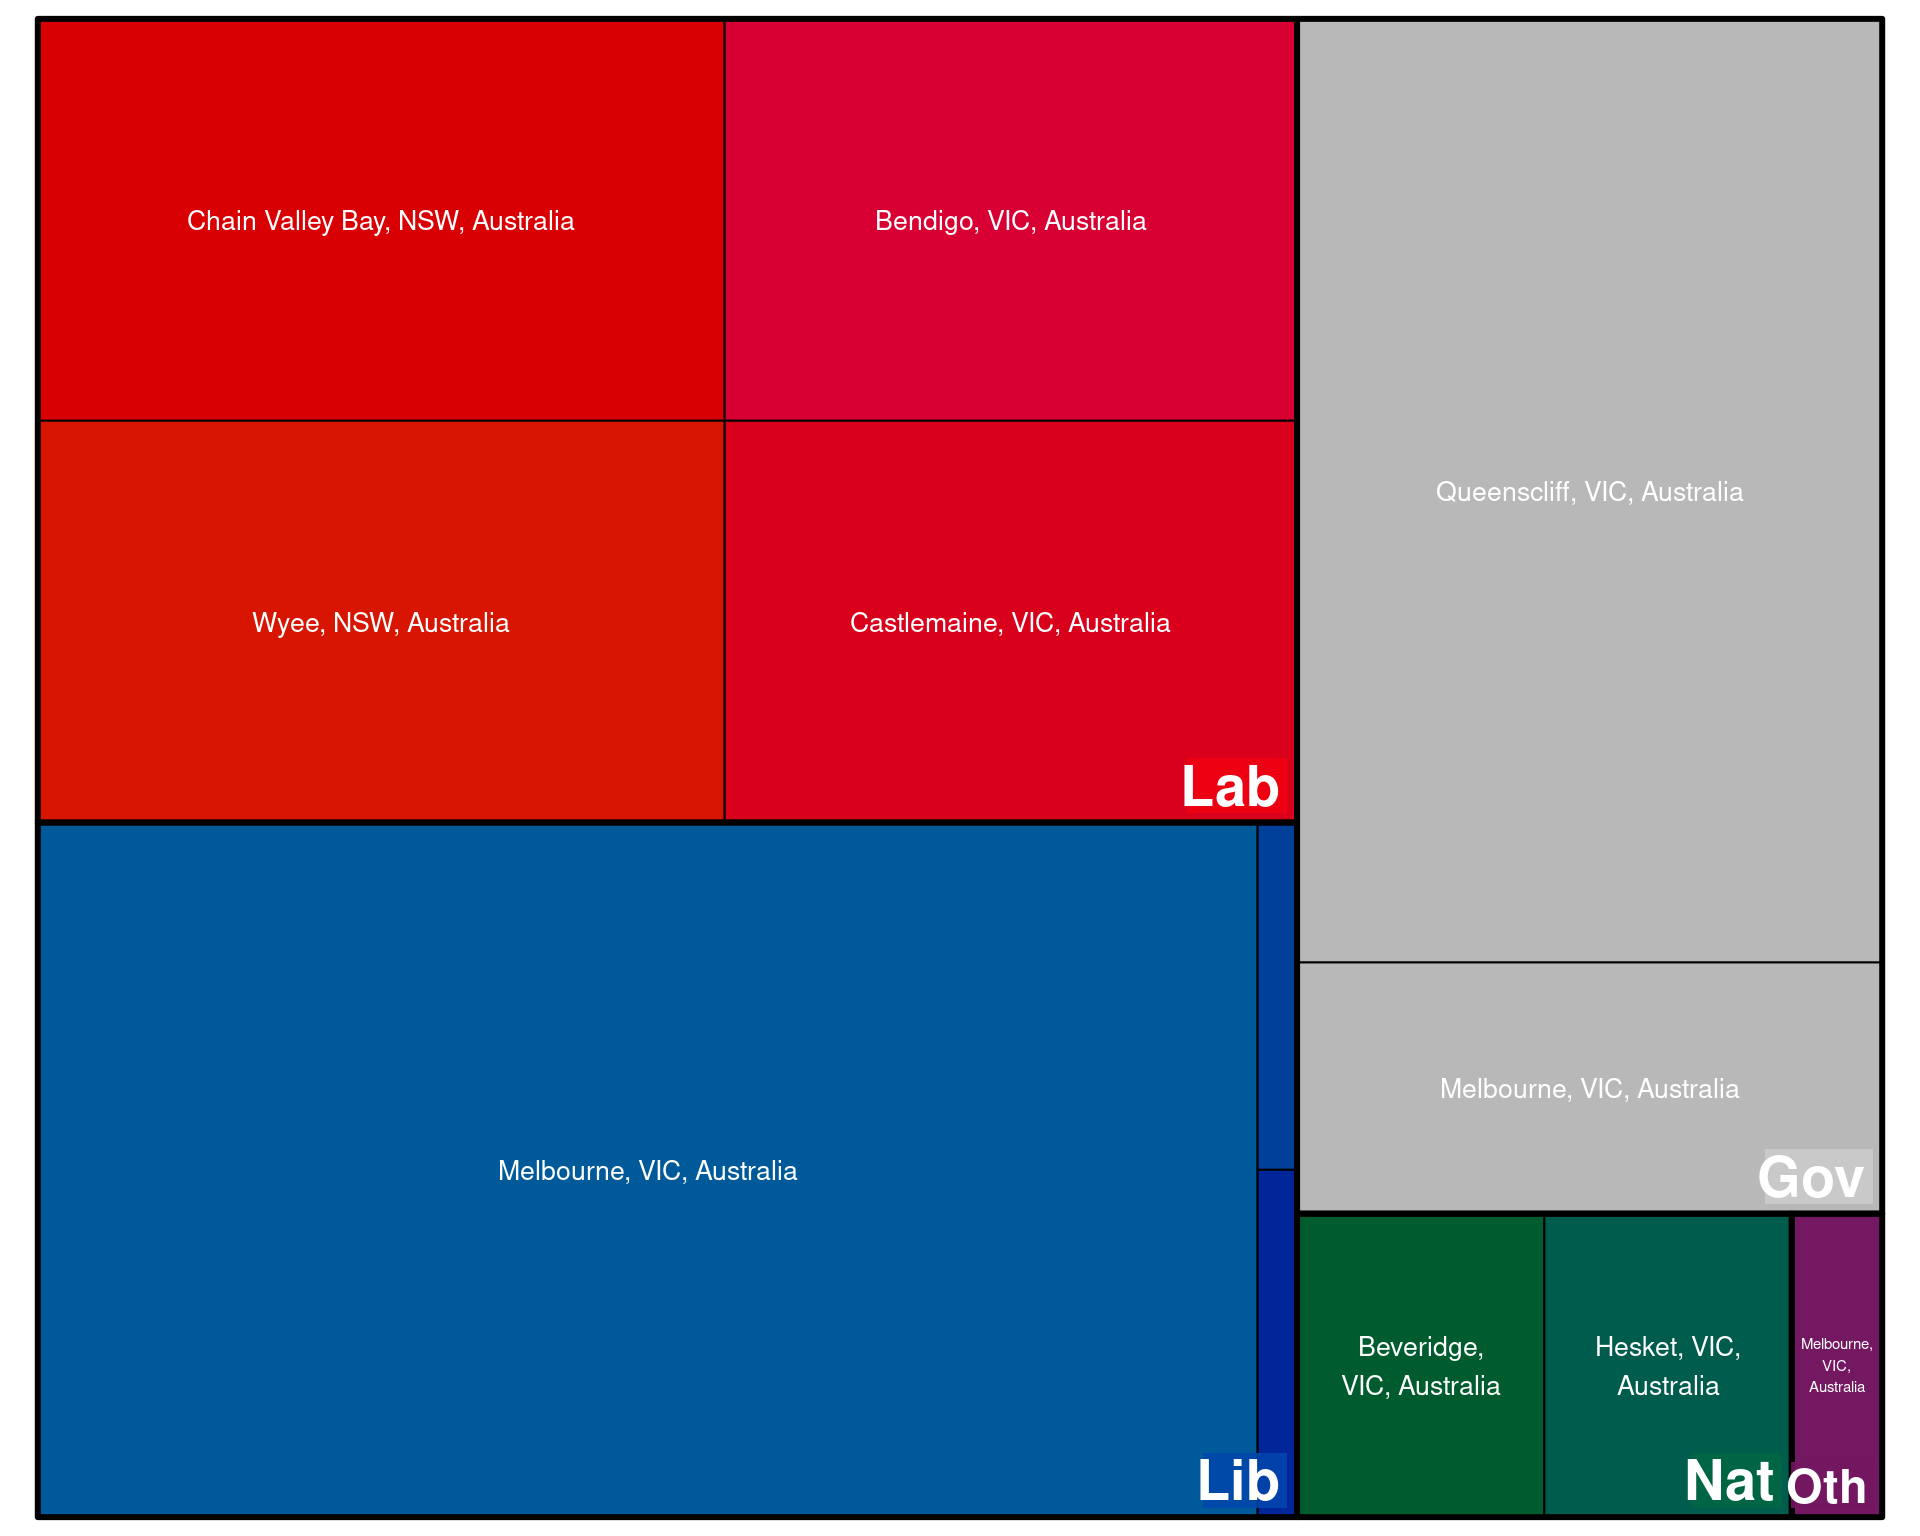 Chain Valley Bay, NSW, Australia
Bendigo, VIC, Australia
Wyee, NSW, Australia
Castlemaine, VIC, Australia
Lab
Melbourne, VIC, Australia
Lib
Queenscliff, VIC, Australia
Melbourne, VIC, Australia
Gov
Beveridge,
VIC, Australia
Hesket, VIC,
Australia
Nat
Melbourne,
VIC,
Australia
Oth